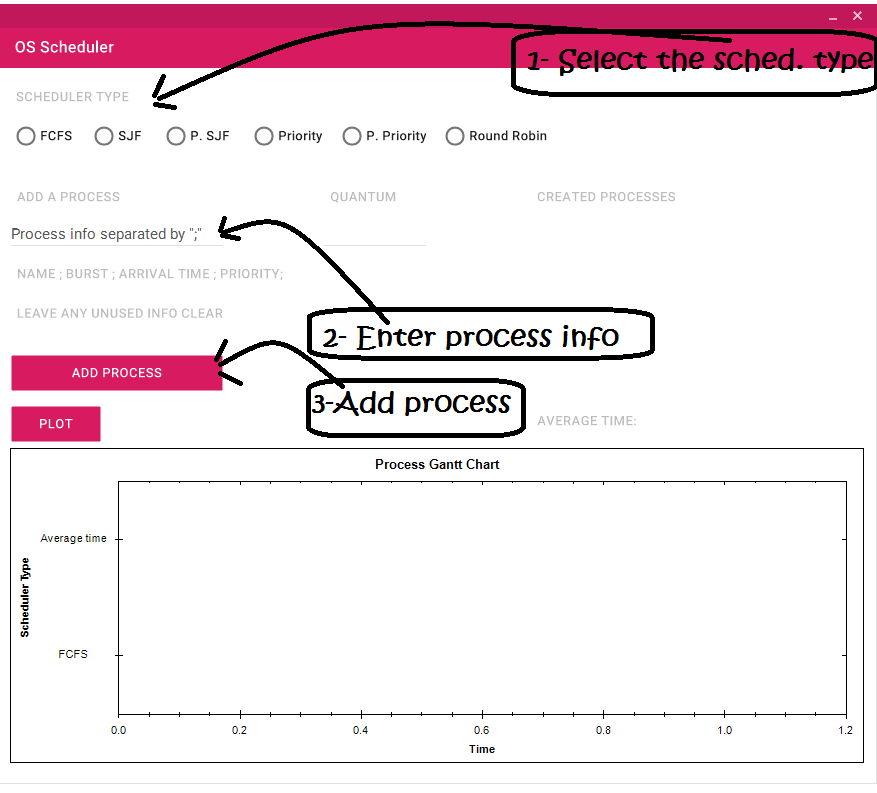 OS Scheduler
1- Select the sched. type
SCHEDULER TYPE
FCFS SJF P. SJF Priority P. Priority Round Robin
ADD A PROCESS QUANTUM CREATED PROCESSES
Process info separated by ";"
NAME ; BURST ; ARRIVAL TIME ; PRIORITY;
LEAVE ANY UNUSED INFO CLEAR
2- Enter process info
ADD PROCESS
3-Add process
PLOT
AVERAGE TIME:
Process Gantt Chart
Average time
Scheduler Type
FCFS
0.0 0.2 0.4 0.6 0.8 1.0 1.2
Time